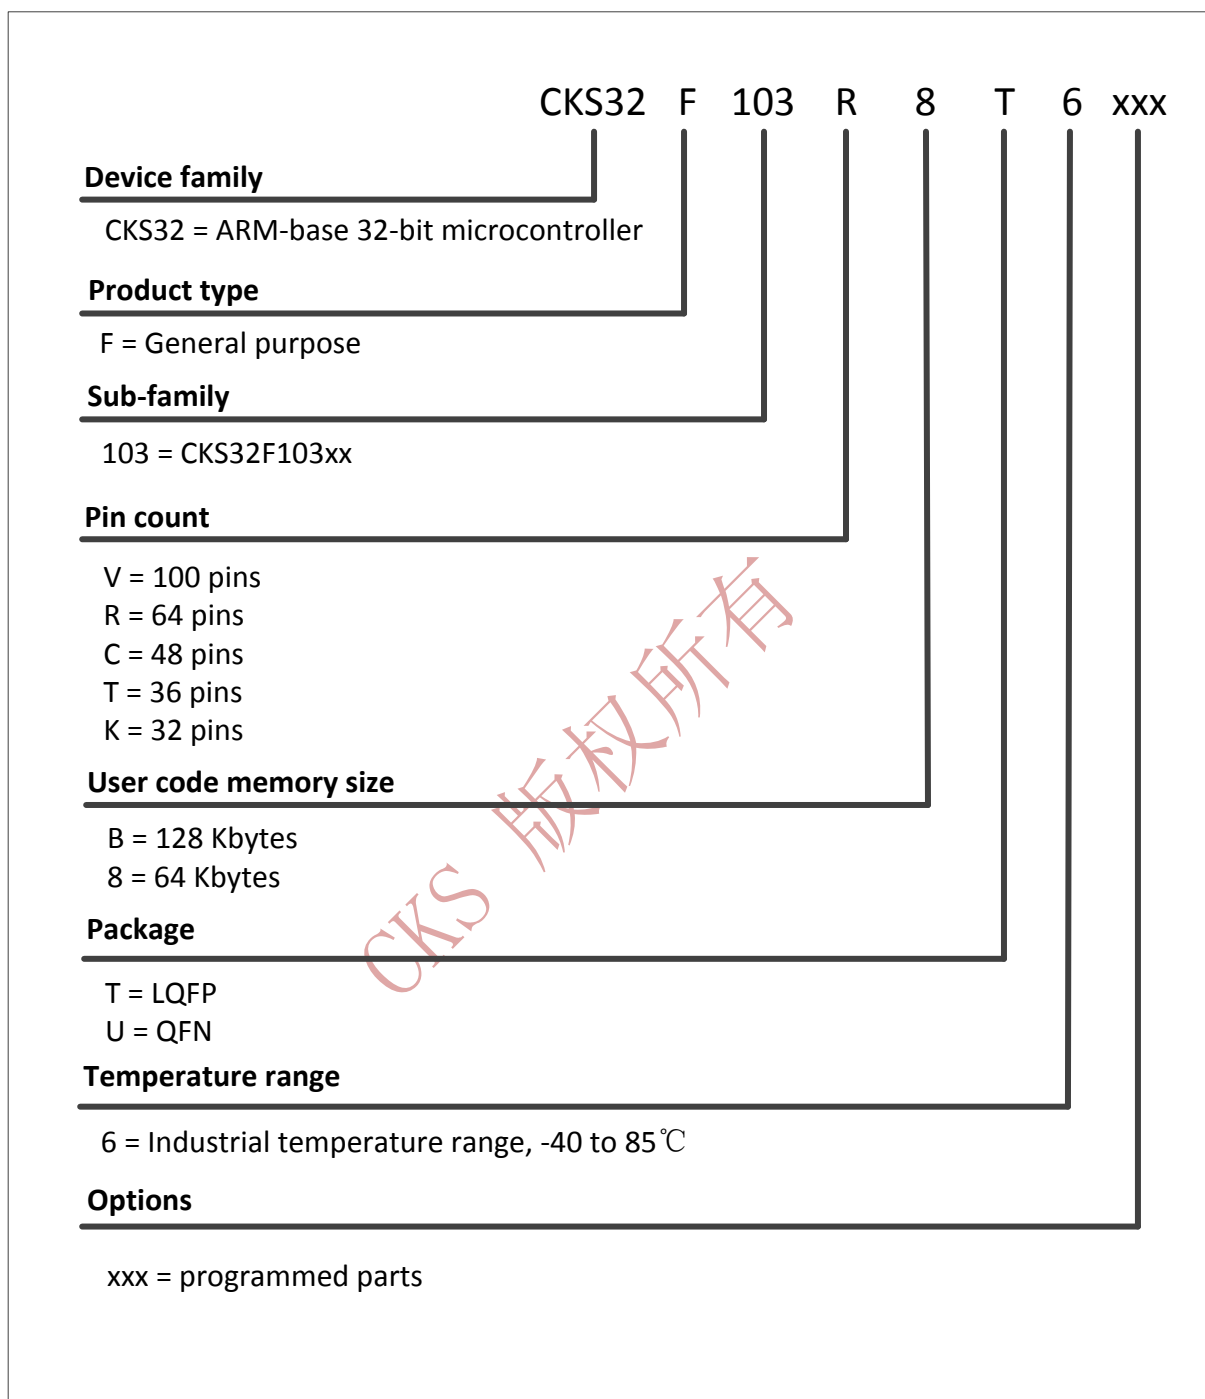 CKS32 F 103 R 8 T 6 xxx
Device family
CKS32 = ARM-base 32-bit microcontroller
Product type
F = General purpose
Sub-family
103 = CKS32F103xx
Pin count
V = 100 pins
R = 64 pins
C = 48 pins
T = 36 pins
K = 32 pins
User code memory size
B = 128 Kbytes
8 = 64 Kbytes
Package
T = LQFP
U = QFN
Temperature range
6 = Industrial temperature range, -40 to 85℃
Options
xxx = programmed parts
CKS 版权所有